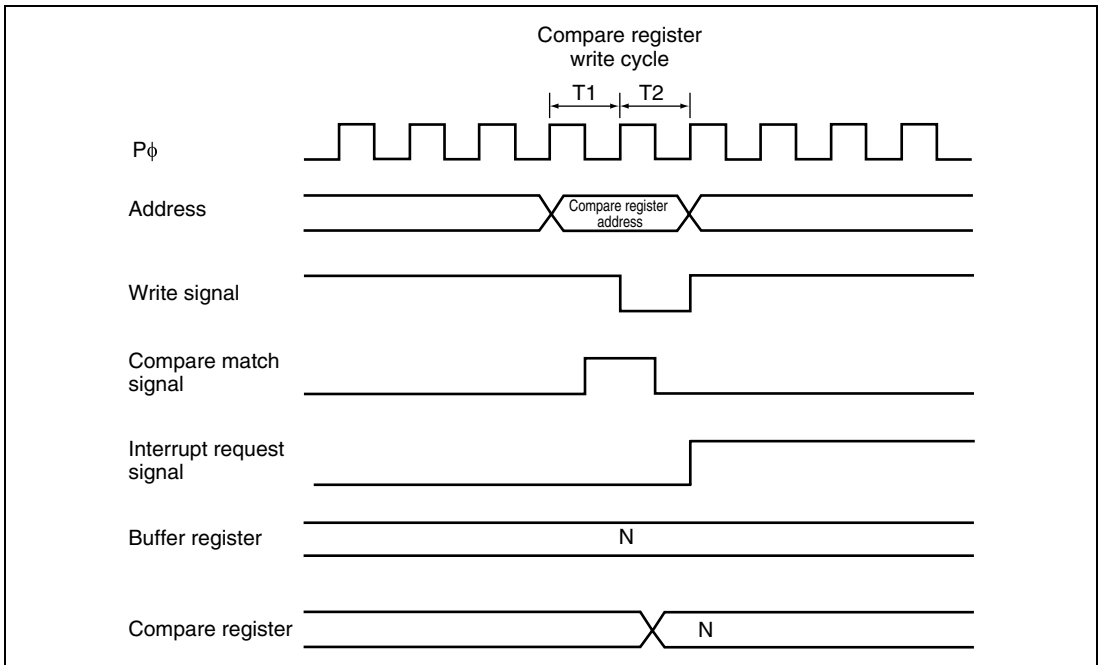 Compare register
write cycle
T1 T2
Pϕ
Address
Compare register
address
Write signal
Compare match
signal
Interrupt request
signal
Buffer register
N
Compare register
N